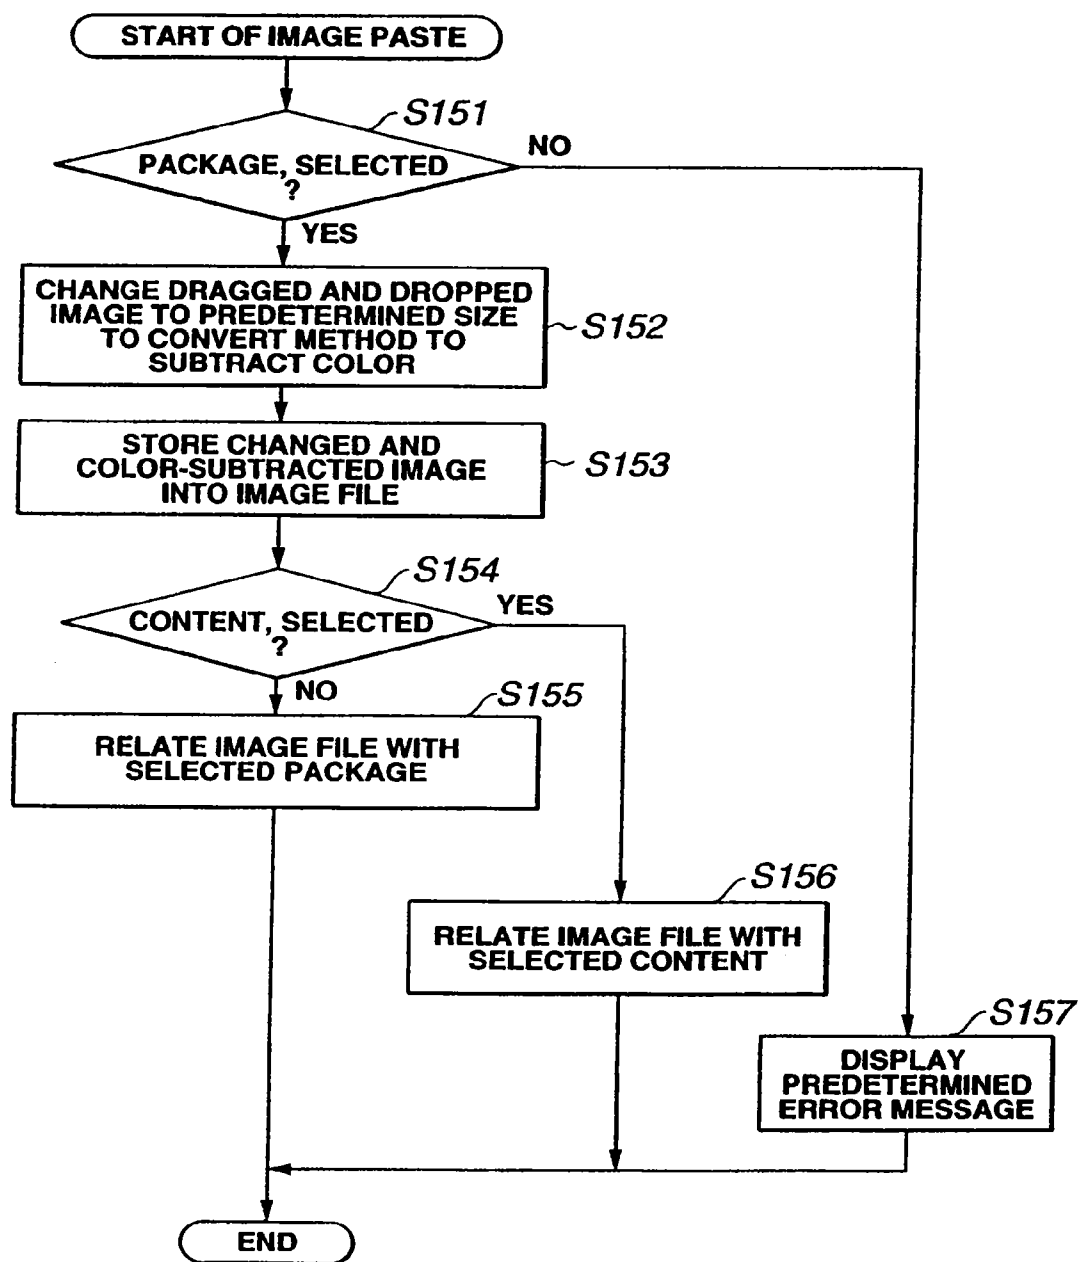 START OF IMAGE PASTE
S151
PACKAGE, SELECTED
?
NO
YES
CHANGE DRAGGED AND DROPPED
IMAGE TO PREDETERMINED SIZE
TO CONVERT METHOD TO
SUBTRACT COLOR
S152
STORE CHANGED AND
COLOR-SUBTRACTED IMAGE
INTO IMAGE FILE
S153
S154
CONTENT, SELECTED
?
YES
NO
S155
RELATE IMAGE FILE WITH
SELECTED PACKAGE
S156
RELATE IMAGE FILE WITH
SELECTED CONTENT
S157
DISPLAY
PREDETERMINED
ERROR MESSAGE
END